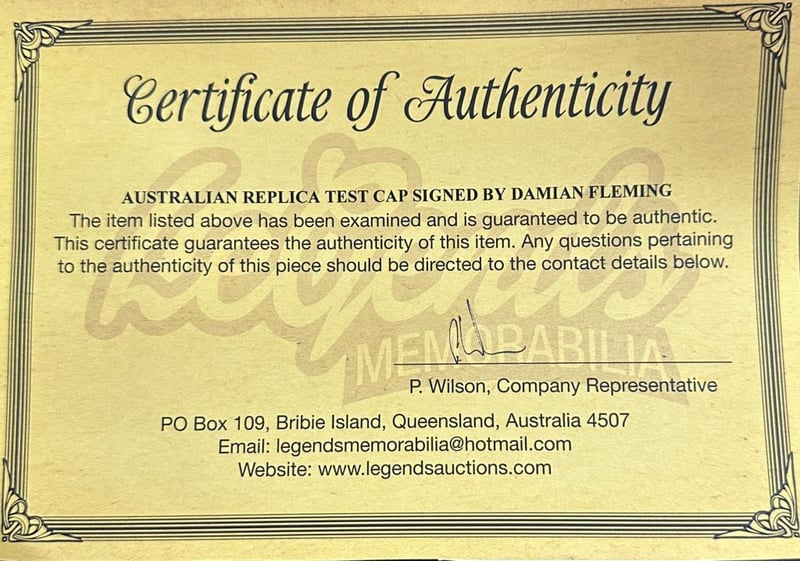 Certificate of Authenticity
AUSTRALIAN REPLICA TEST CAP SIGNED BY DAMIAN FLEMING
The item listed above has been examined and is guaranteed to be authentic.
This certificate guarantees the authenticity of this item. Any questions pertaining
to the authenticity of this piece should be directed to the contact details below.
Legends
MEMORABILIA
P. Wilson, Company Representative
PO Box 109, Bribie Island, Queensland, Australia 4507
Email: legendsmemorabilia@hotmail.com
Website: www.legendsauctions.com